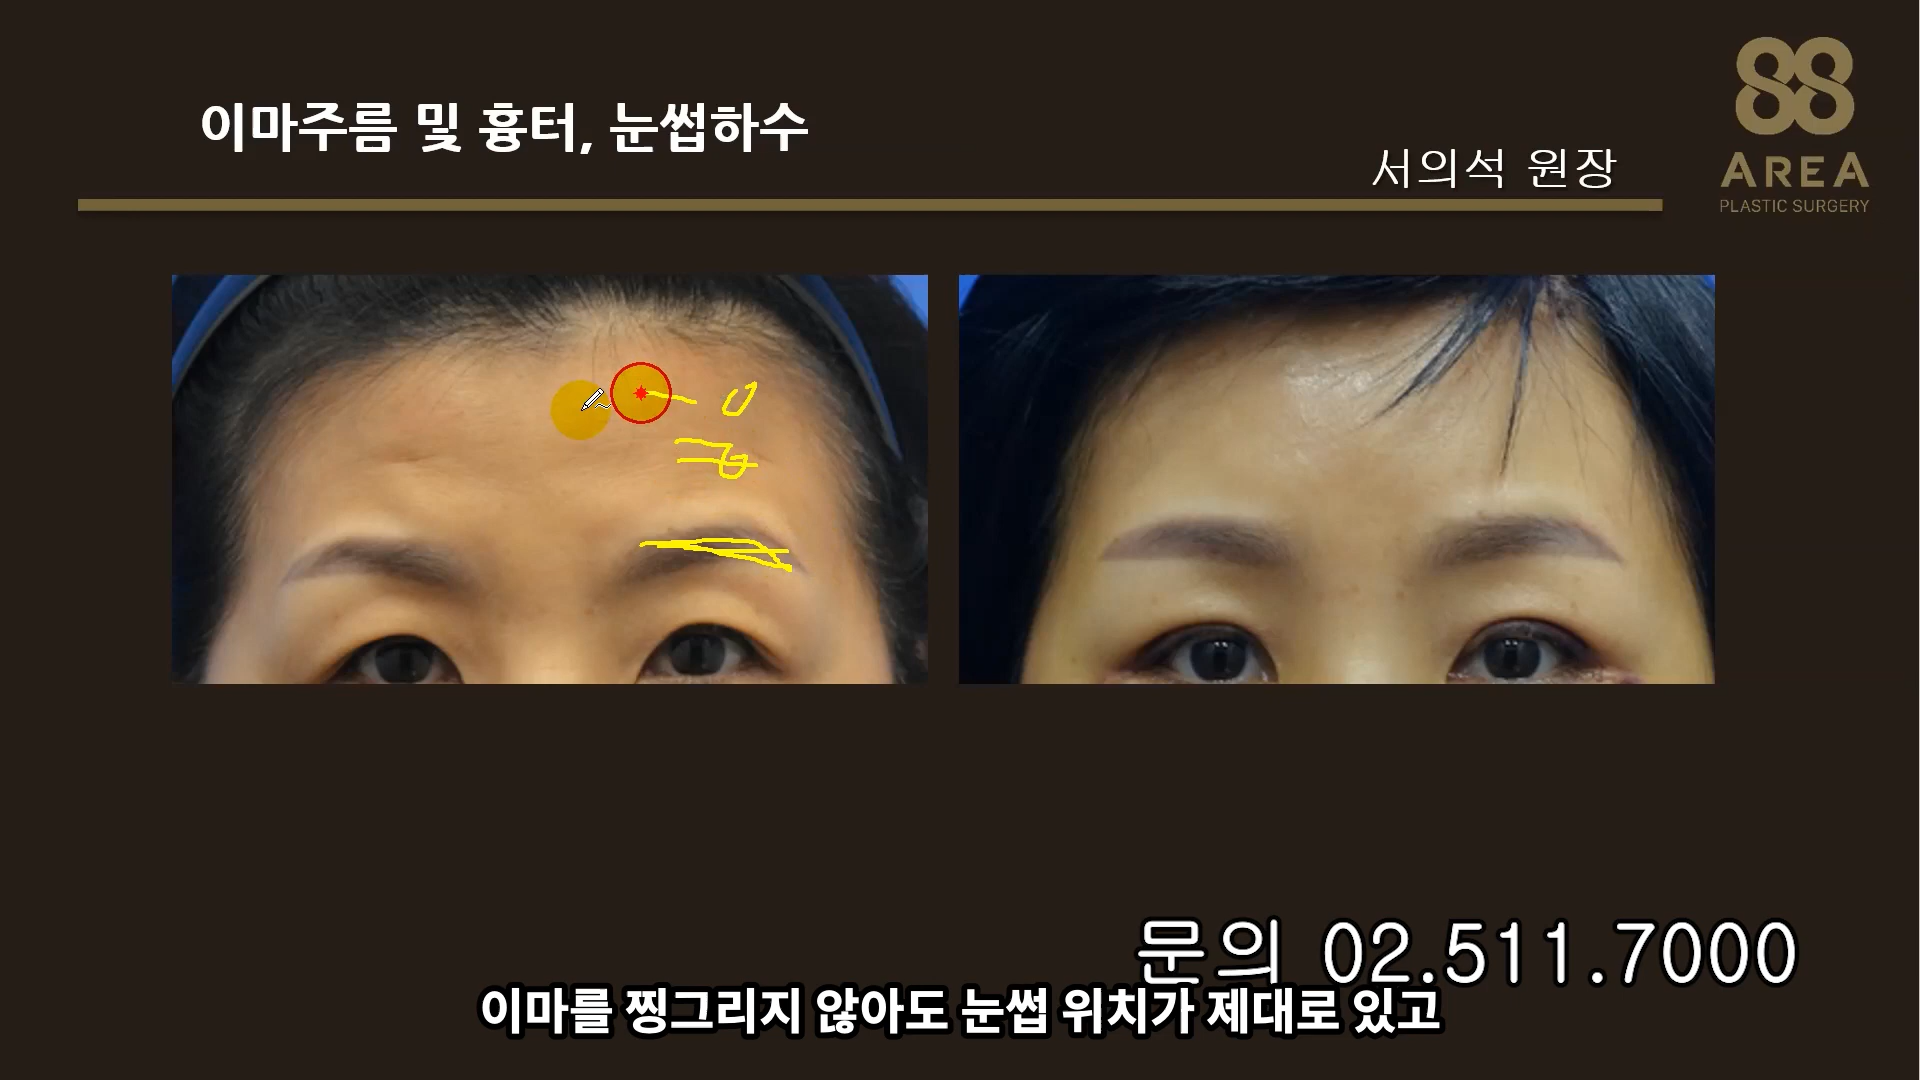 이마주름 및 흉터, 눈썹하수
서의석 원장
88
AREA
PLASTIC SURGERY
문의 02.511.7000
이마를 찡그리지 않아도 눈썹 위치가 제대로 있고